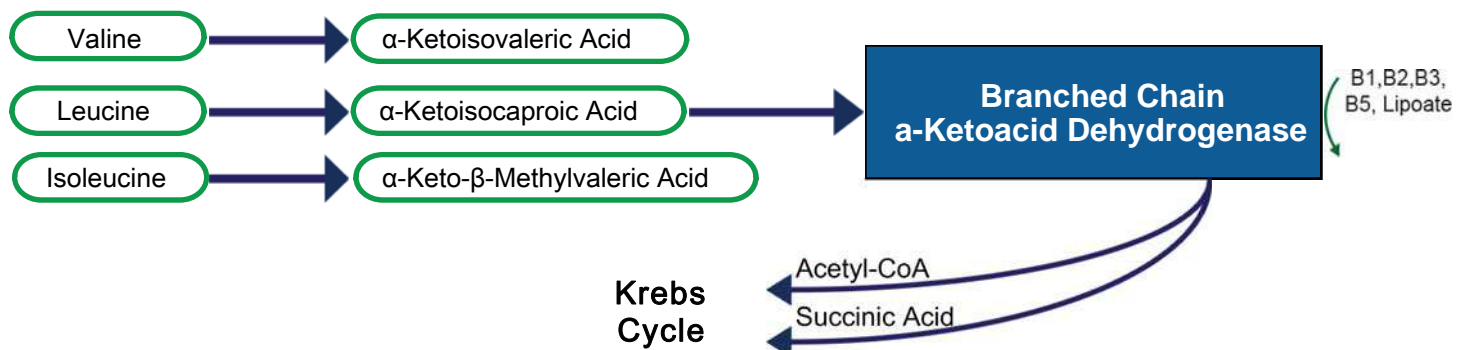 Valine
α-Ketoisovaleric Acid
Leucine
α-Ketoisocaproic Acid
Isoleucine
α-Keto-β-Methylvaleric Acid
Branched Chain
a-Ketoacid Dehydrogenase
B1,B2,B3,
B5, Lipoate
Acetyl-CoA
Krebs
Cycle
Succinic Acid